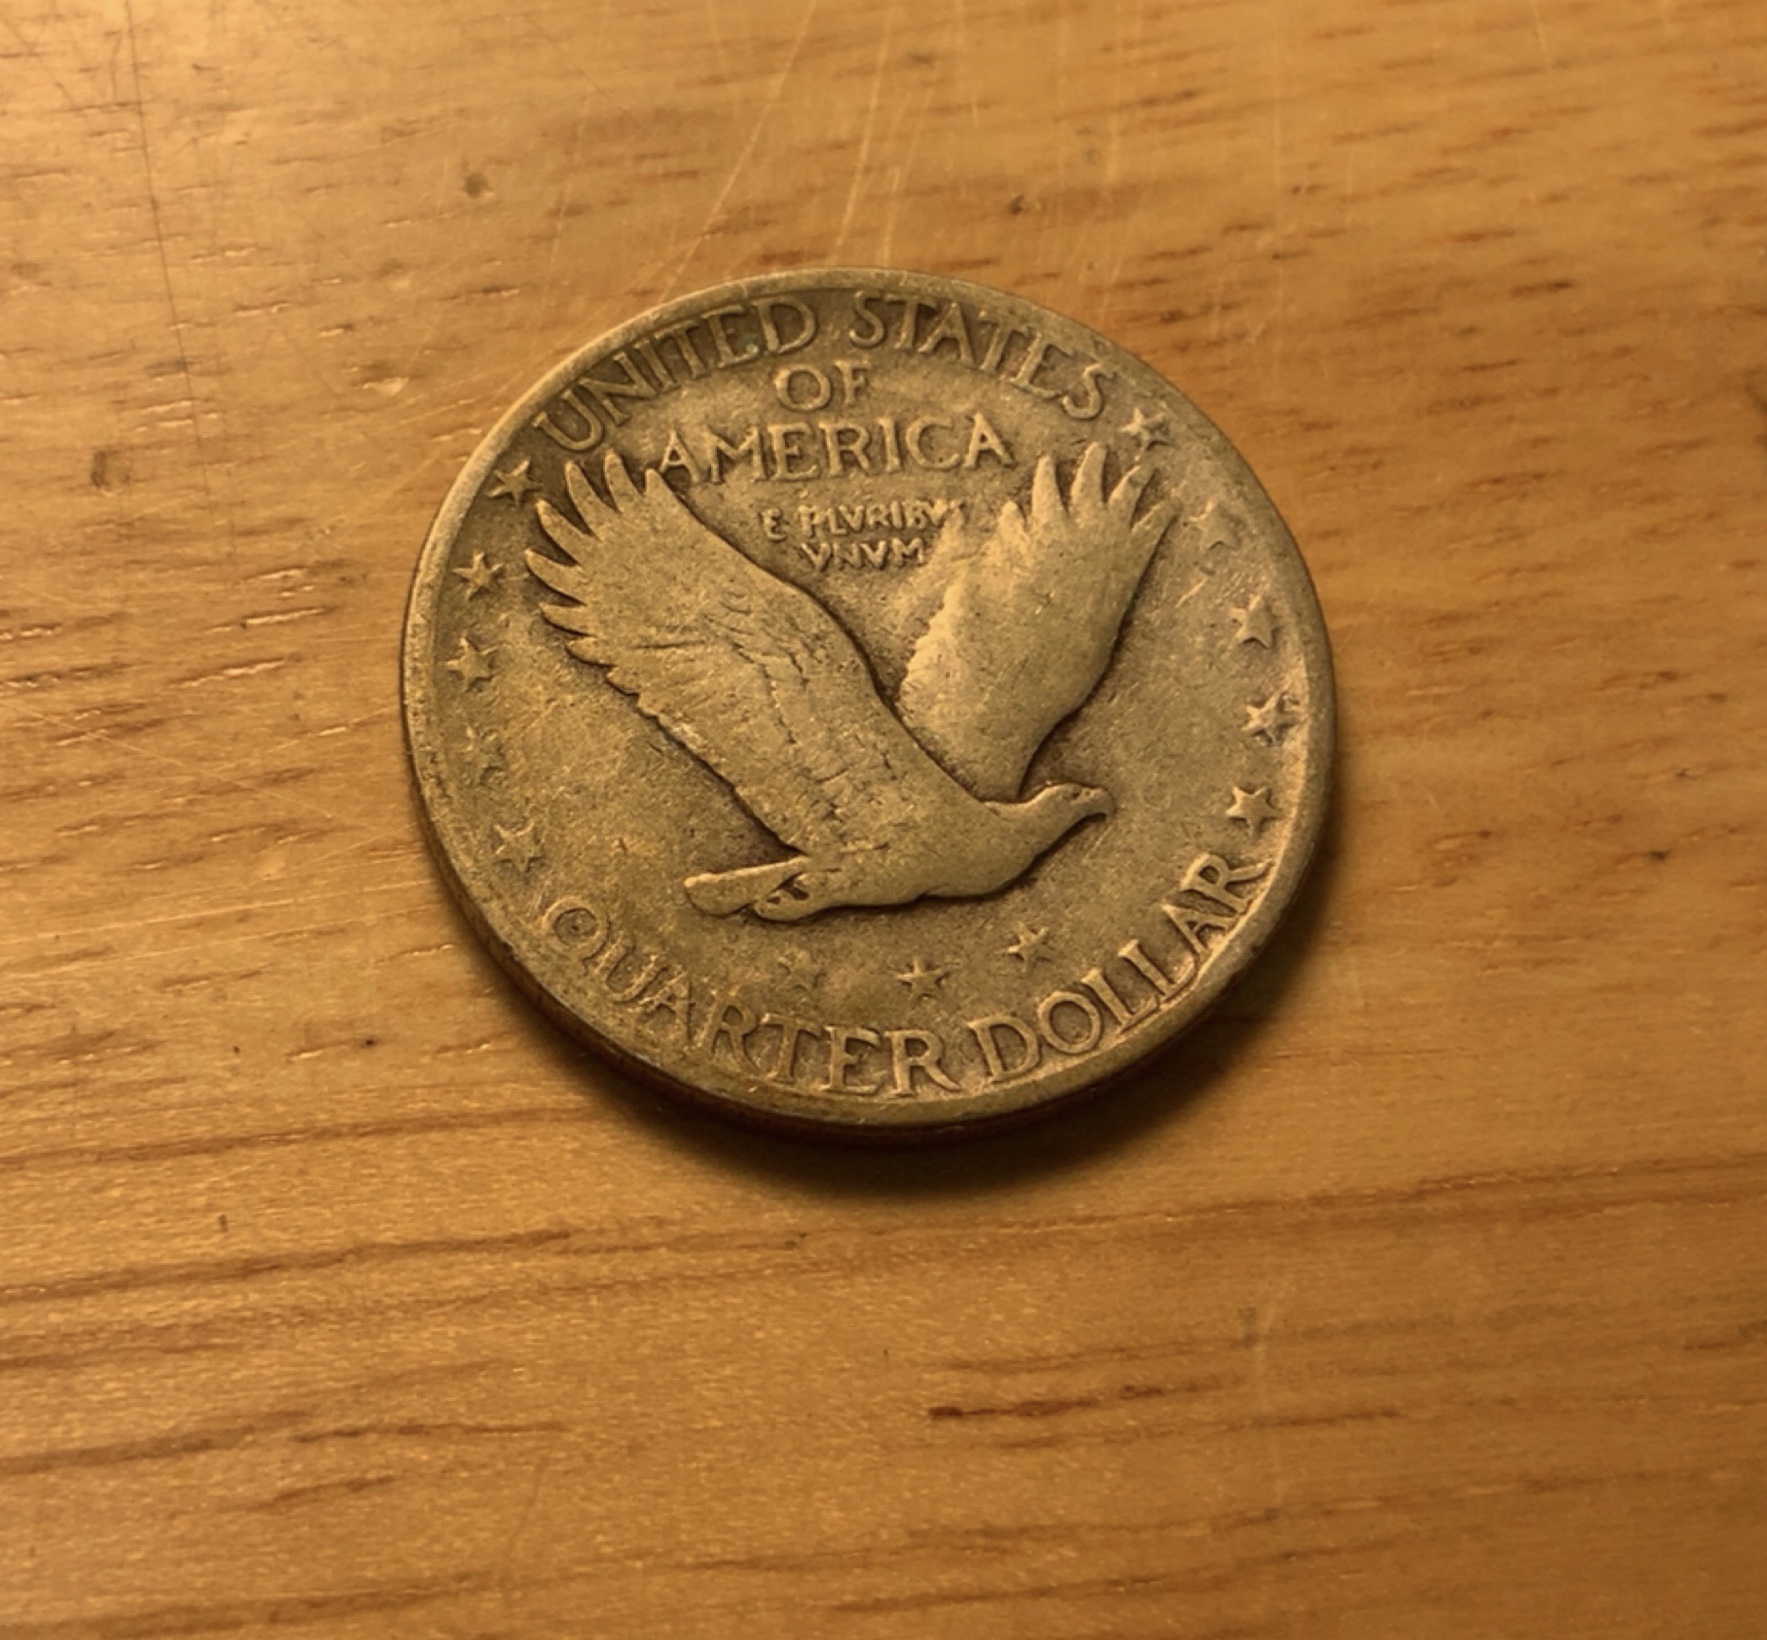 UNITED STATES
OF
AMERICA
E PLVRIBVS
VNVM
QUARTER DOLLAR